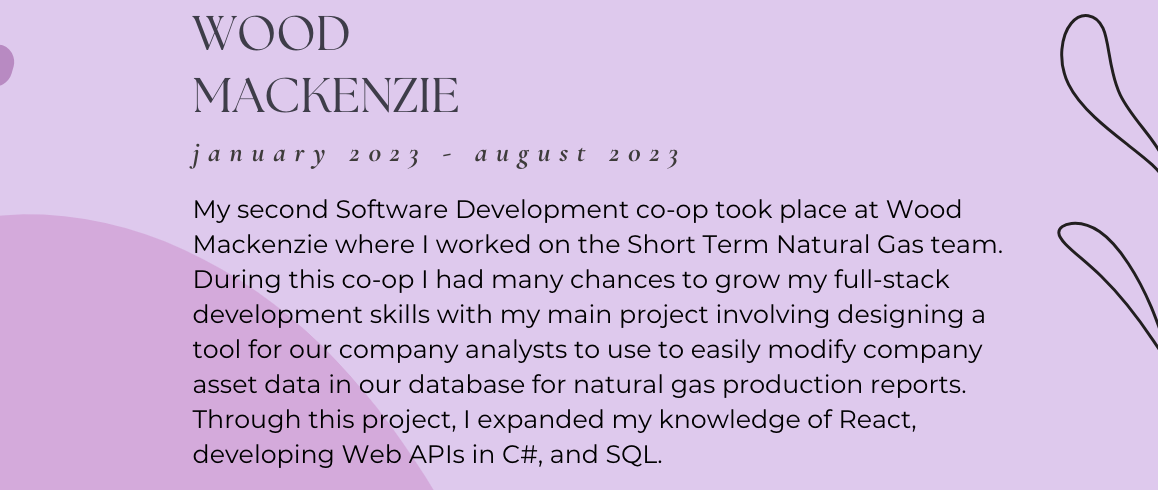 WOOD
MACKENZIE
january 2023 - august 2023
My second Software Development co-op took place at Wood
Mackenzie where I worked on the Short Term Natural Gas team.
During this co-op I had many chances to grow my full-stack
development skills with my main project involving designing a
tool for our company analysts to use to easily modify company
asset data in our database for natural gas production reports.
Through this project, I expanded my knowledge of React,
developing Web APIs in C#, and SQL.